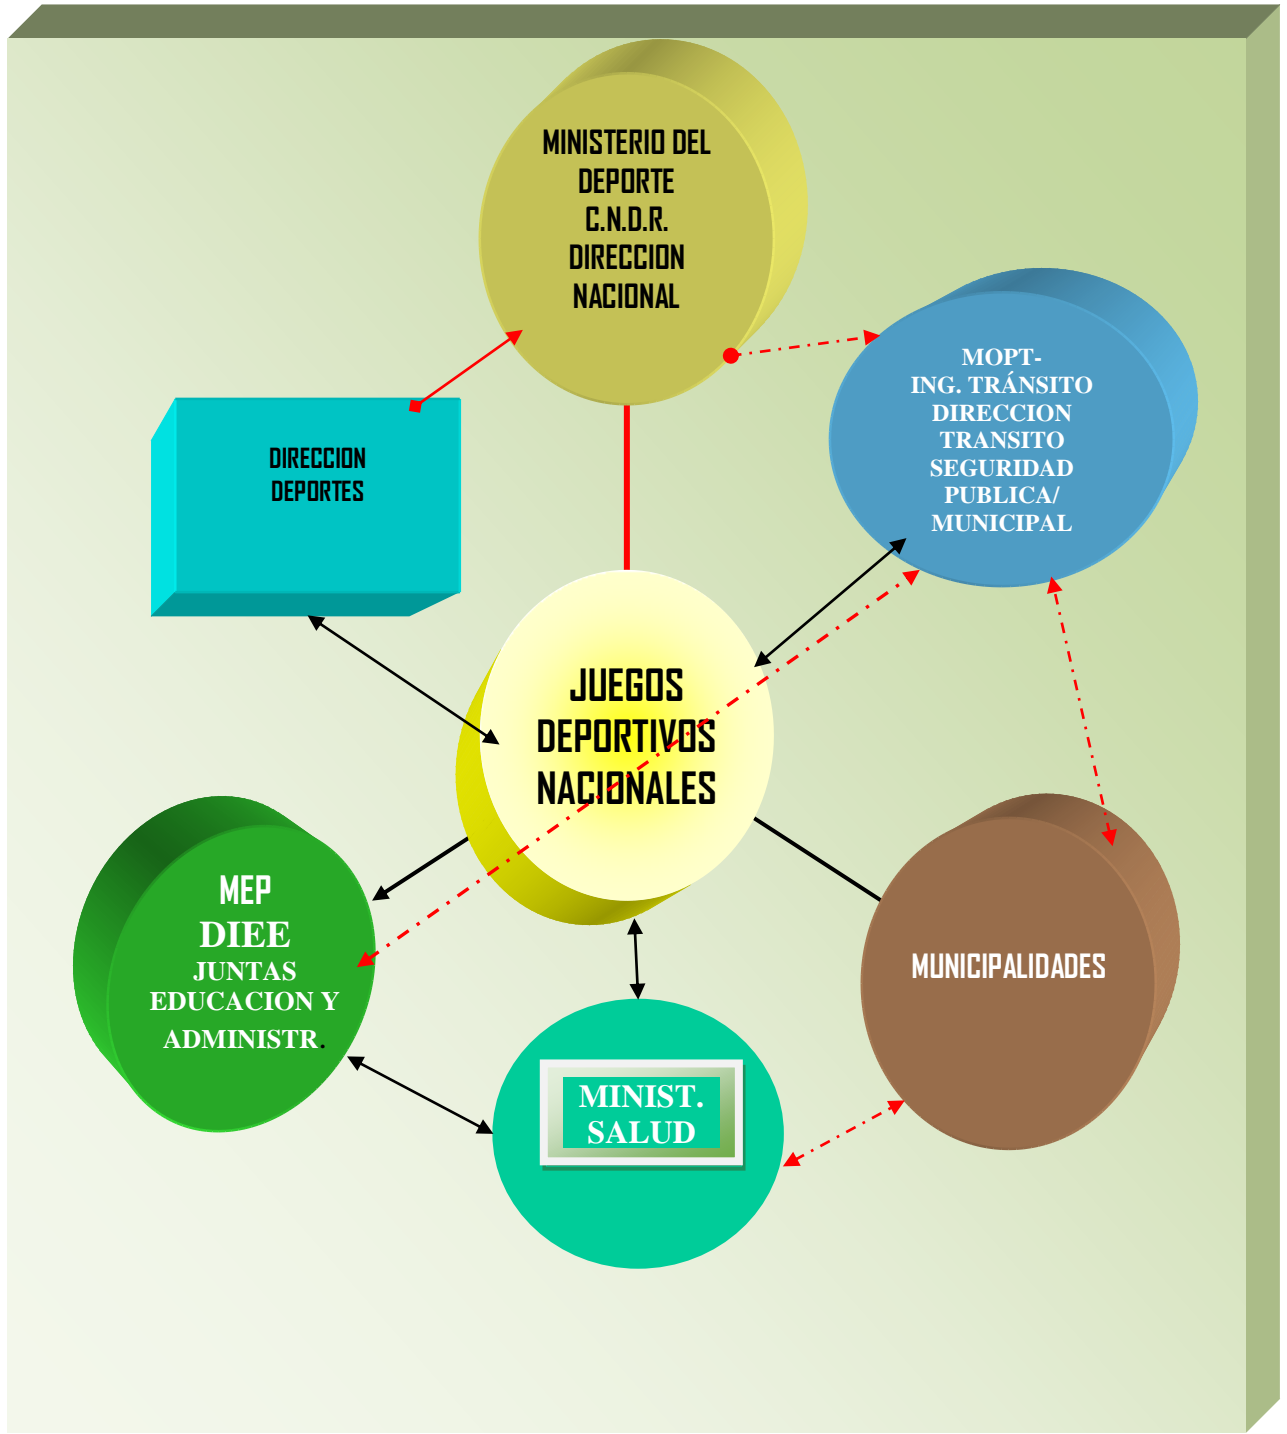 MINISTERIO DEL
DEPORTE
C.N.D.R.
DIRECCION
NACIONAL
MOPT-
ING. TRÁNSITO
DIRECCION
TRANSITO
SEGURIDAD
PUBLICA/
MUNICIPAL
DIRECCION
DEPORTES
JUEGOS
DEPORTIVOS
NACIONALES
MEP
DIEE
JUNTAS
EDUCACION Y
ADMINISTR.
MUNICIPALIDADES
MINIST.
SALUD